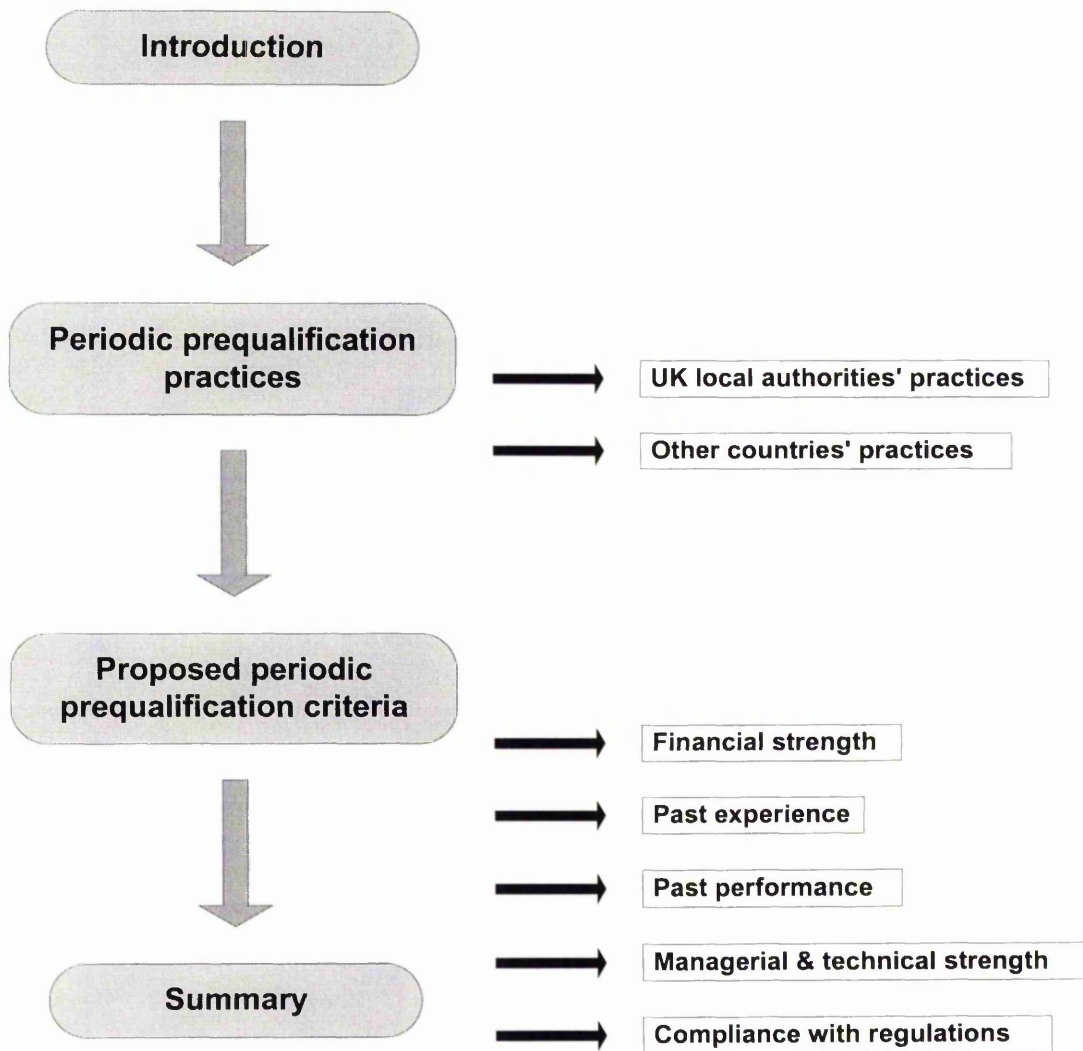 Introduction
Periodic prequalification
practices
UK local authorities' practices
Other countries' practices
Proposed periodic
prequalification criteria
Financial strength
Past experience
Past performance
Managerial & technical strength
Summary
Compliance with regulations